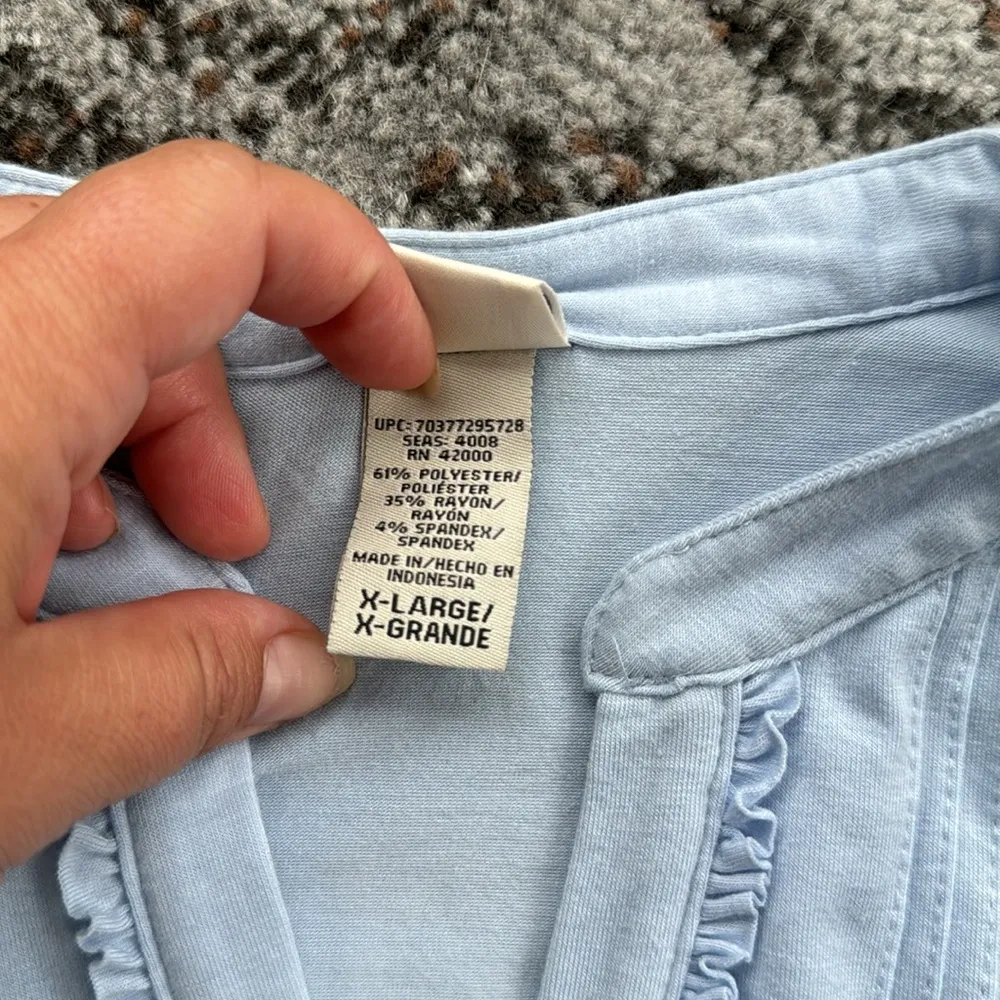 UPC: 70377295728
SEAS: 4008
RN 42000
61% POLYESTER/
POLIÉSTER
35% RAYON/
RAYÓN
4% SPANDEX/
SPANDEX
MADE IN/HECHO EN
INDONESIA
X-LARGE/
X-GRANDE